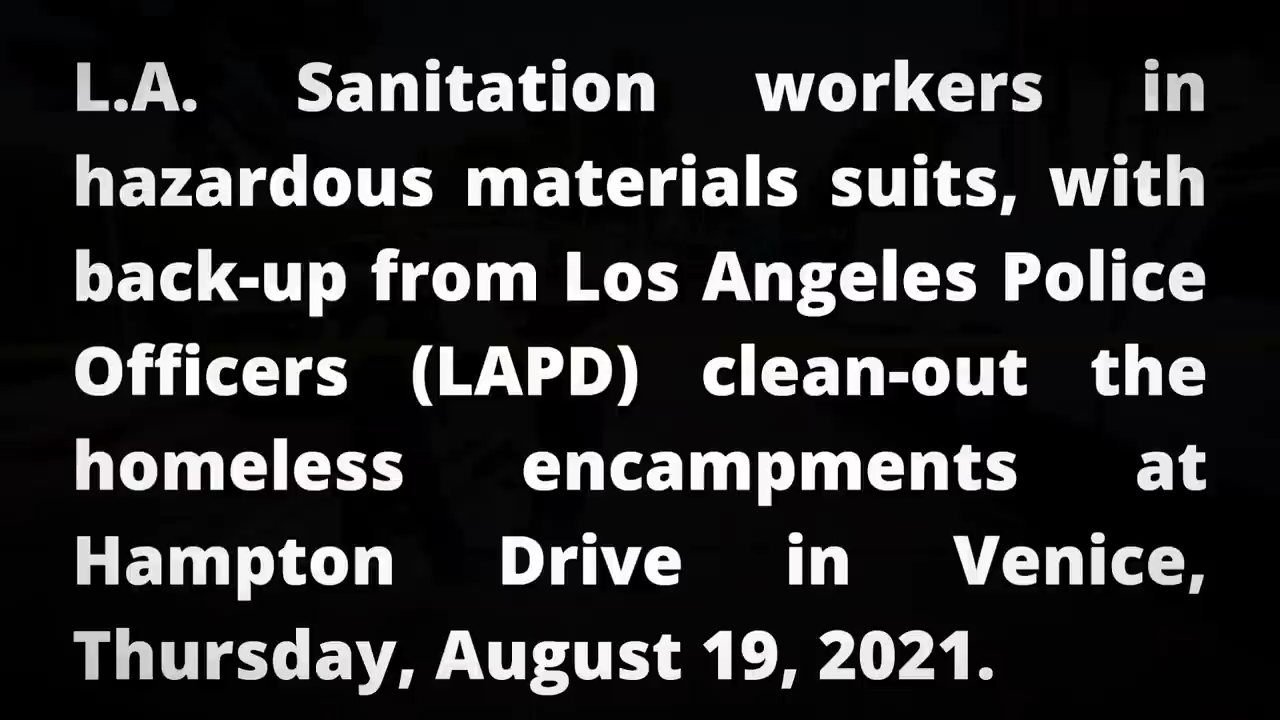 L.A. Sanitation workers in
hazardous materials suits, with
back-up from Los Angeles Police
Officers (LAPD) clean-out the
homeless encampments at
Hampton Drive in Venice,
Thursday, August 19, 2021.